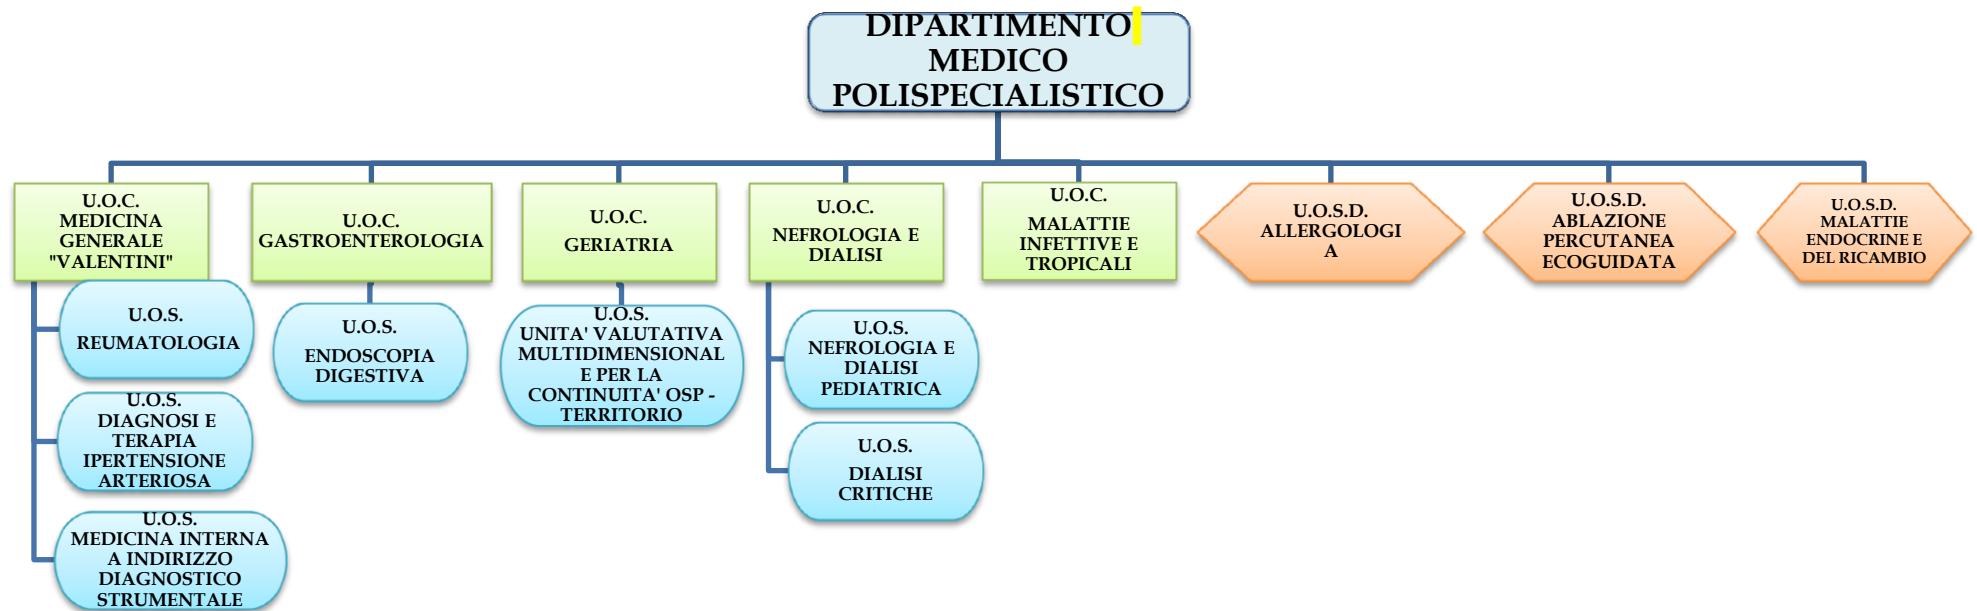 DIPARTIMENTO
MEDICO
POLISPECIALISTICO
U.O.C.
MEDICINA
GENERALE
"VALENTINI"
U.O.C.
GASTROENTEROLOGIA
U.O.C.
GERIATRIA
U.O.C.
NEFROLOGIA E
DIALISI
U.O.C.
MALATTIE
INFETTIVE E
TROPICALI
U.O.S.D.
ALLERGOLOGI
A
U.O.S.D.
ABLAZIONE
PERCUTANEA
ECOGUIDATA
U.O.S.D.
MALATTIE
ENDOCRINE E
DEL RICAMBIO
U.O.S.
REUMATOLOGIA
U.O.S.
DIAGNOSI E
TERAPIA
IPERTENSIONE
ARTERIOSA
U.O.S.
MEDICINA INTERNA
A INDIRIZZO
DIAGNOSTICO
STRUMENTALE
U.O.S.
ENDOSCOPIA
DIGESTIVA
U.O.S.
UNITA' VALUTATIVA
MULTIDIMENSIONAL
E PER LA
CONTINUITA' OSP -
TERRITORIO
U.O.S.
NEFROLOGIA E
DIALISI
PEDIATRICA
U.O.S.
DIALISI
CRITICHE